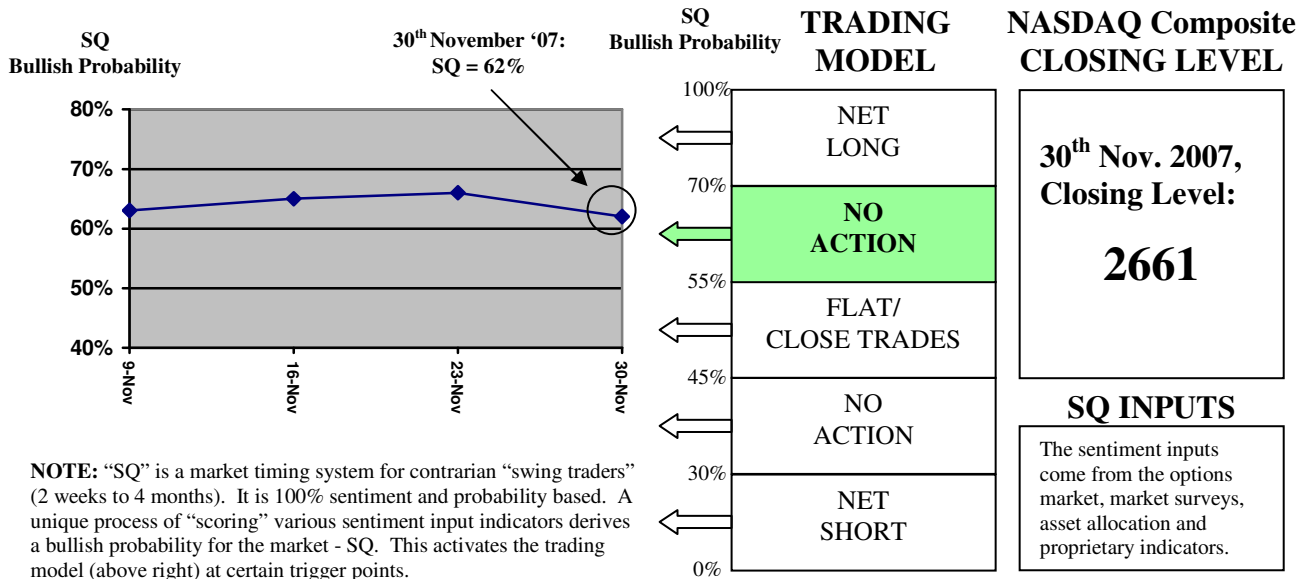 SQ
Bullish Probability
30th November ‘07:
SQ = 62%
80%
70%
60%
50%
40%
9-Nov
16-Nov
23-Nov
30-Nov
NOTE: “SQ” is a market timing system for contrarian “swing traders”
(2 weeks to 4 months). It is 100% sentiment and probability based. A
unique process of “scoring” various sentiment input indicators derives
a bullish probability for the market - SQ. This activates the trading
model (above right) at certain trigger points.
SQ
Bullish Probability
TRADING
MODEL
100%
NET
LONG
70%
NO
ACTION
55%
FLAT/
CLOSE TRADES
45%
NO
ACTION
30%
NET
SHORT
0%
NASDAQ Composite
CLOSING LEVEL
30th Nov. 2007,
Closing Level:
2661
SQ INPUTS
The sentiment inputs
come from the options
market, market surveys,
asset allocation and
proprietary indicators.